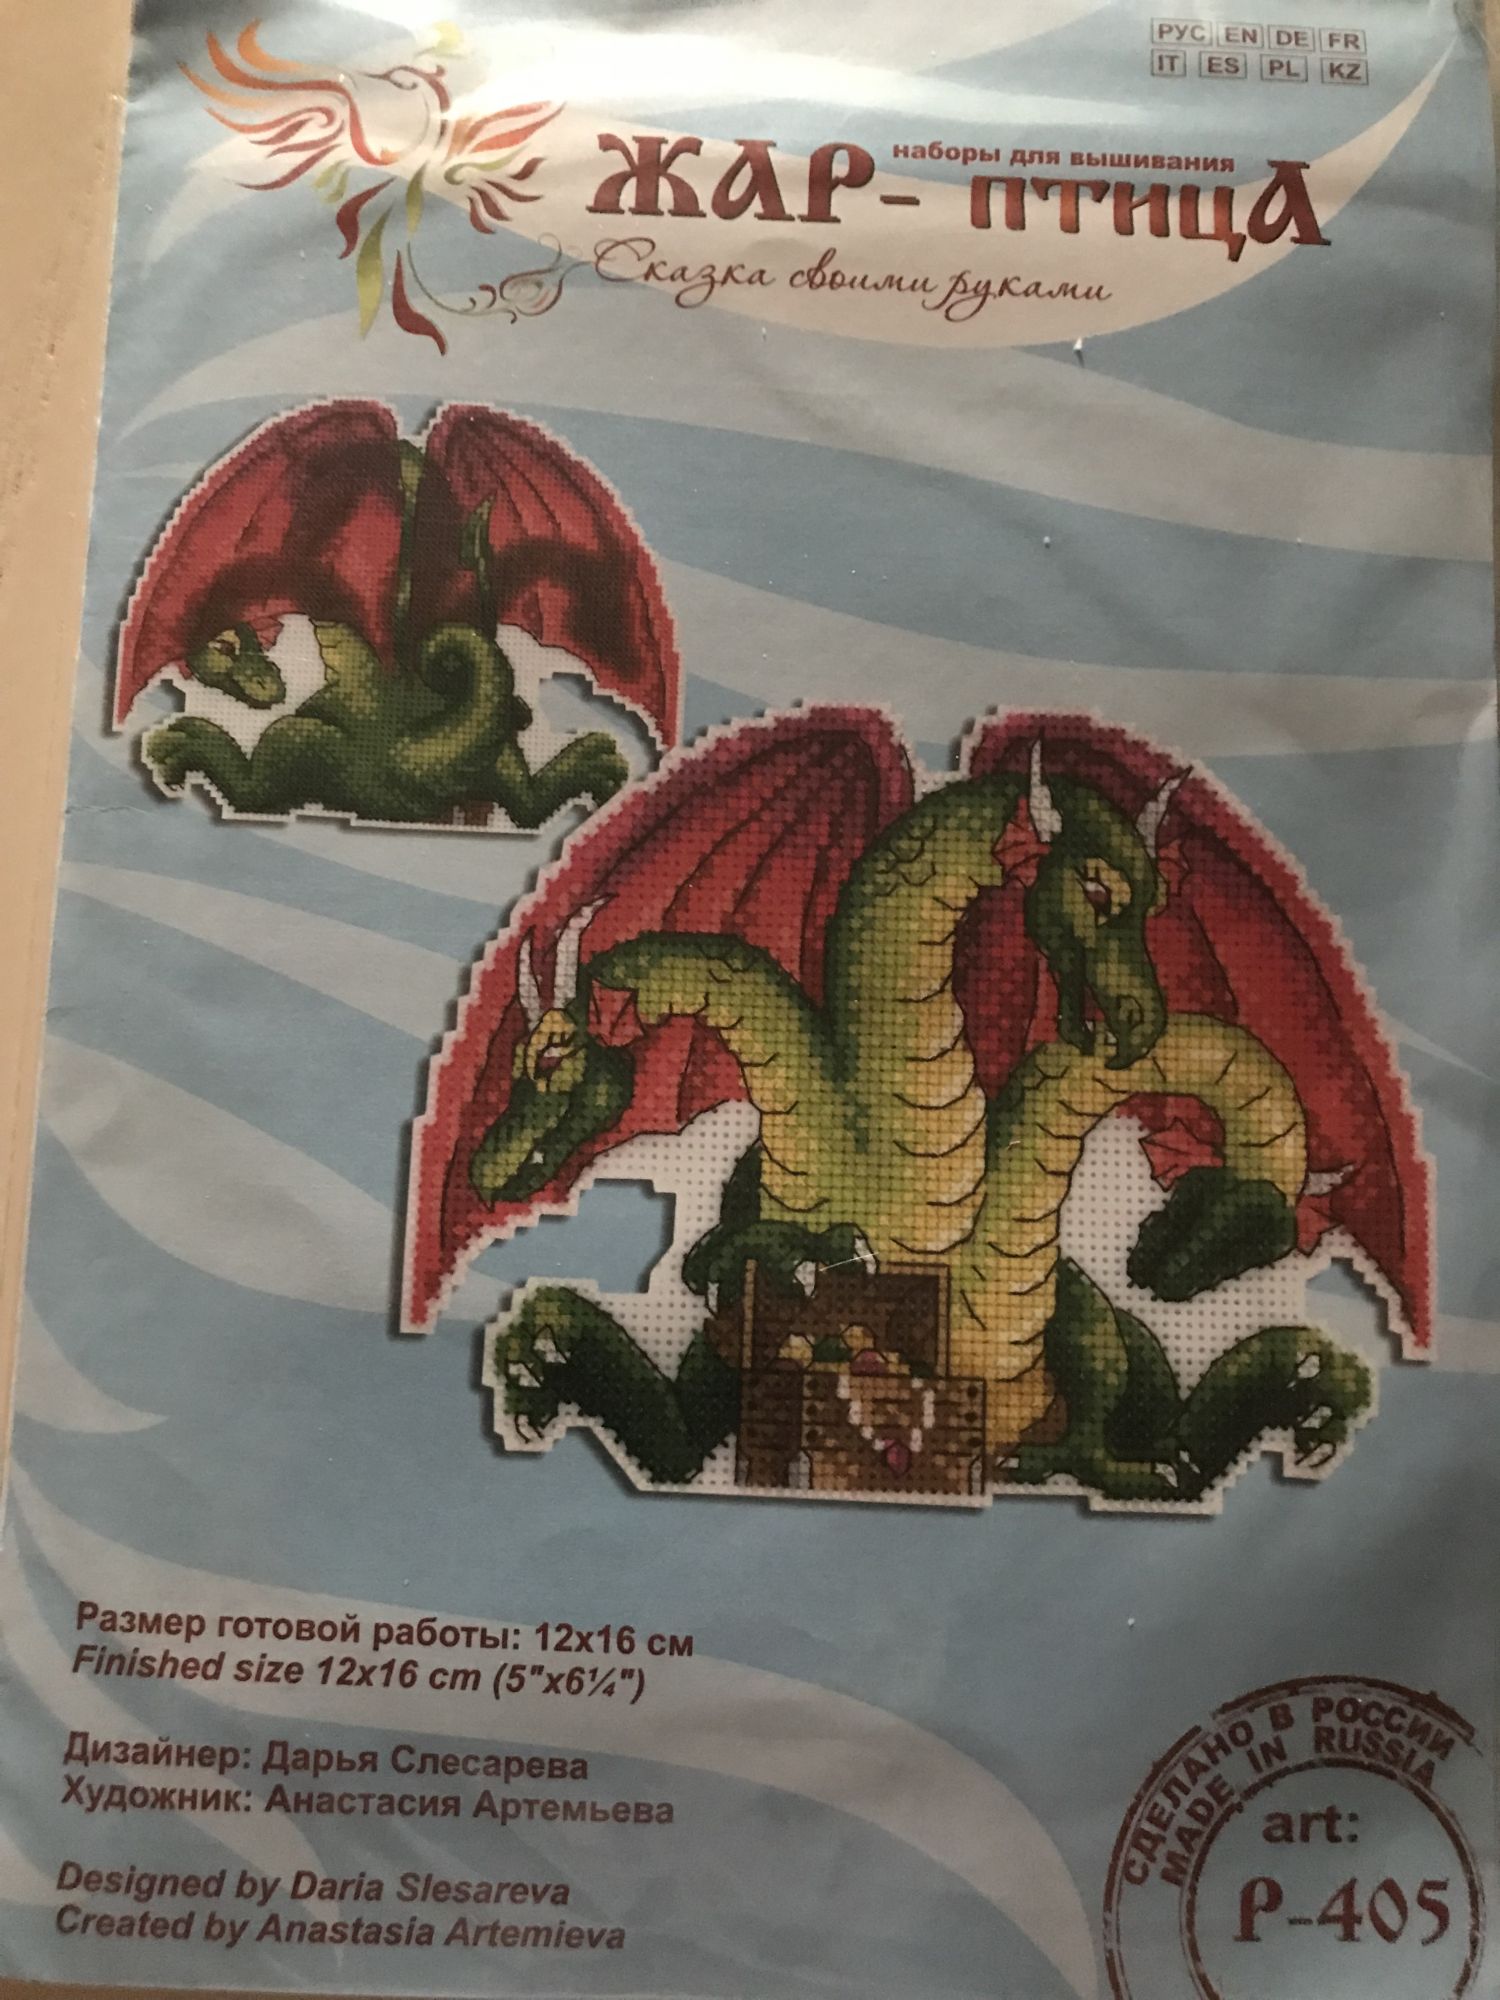 РУС EN DE FR
IT ES PL KZ
наборы для вышивания
ЖАР-ПТИЦА
Сказка своими руками
Размер готовой работы: 12х16 см
Finished size 12x16 cm (5"x6¼")
Дизайнер: Дарья Слесарева
Художник: Анастасия Артемьева
Designed by Daria Slesareva
Created by Anastasia Artemieva
СДЕЛАНО В РОССИИ
MADE IN RUSSIA
art:
Р-405